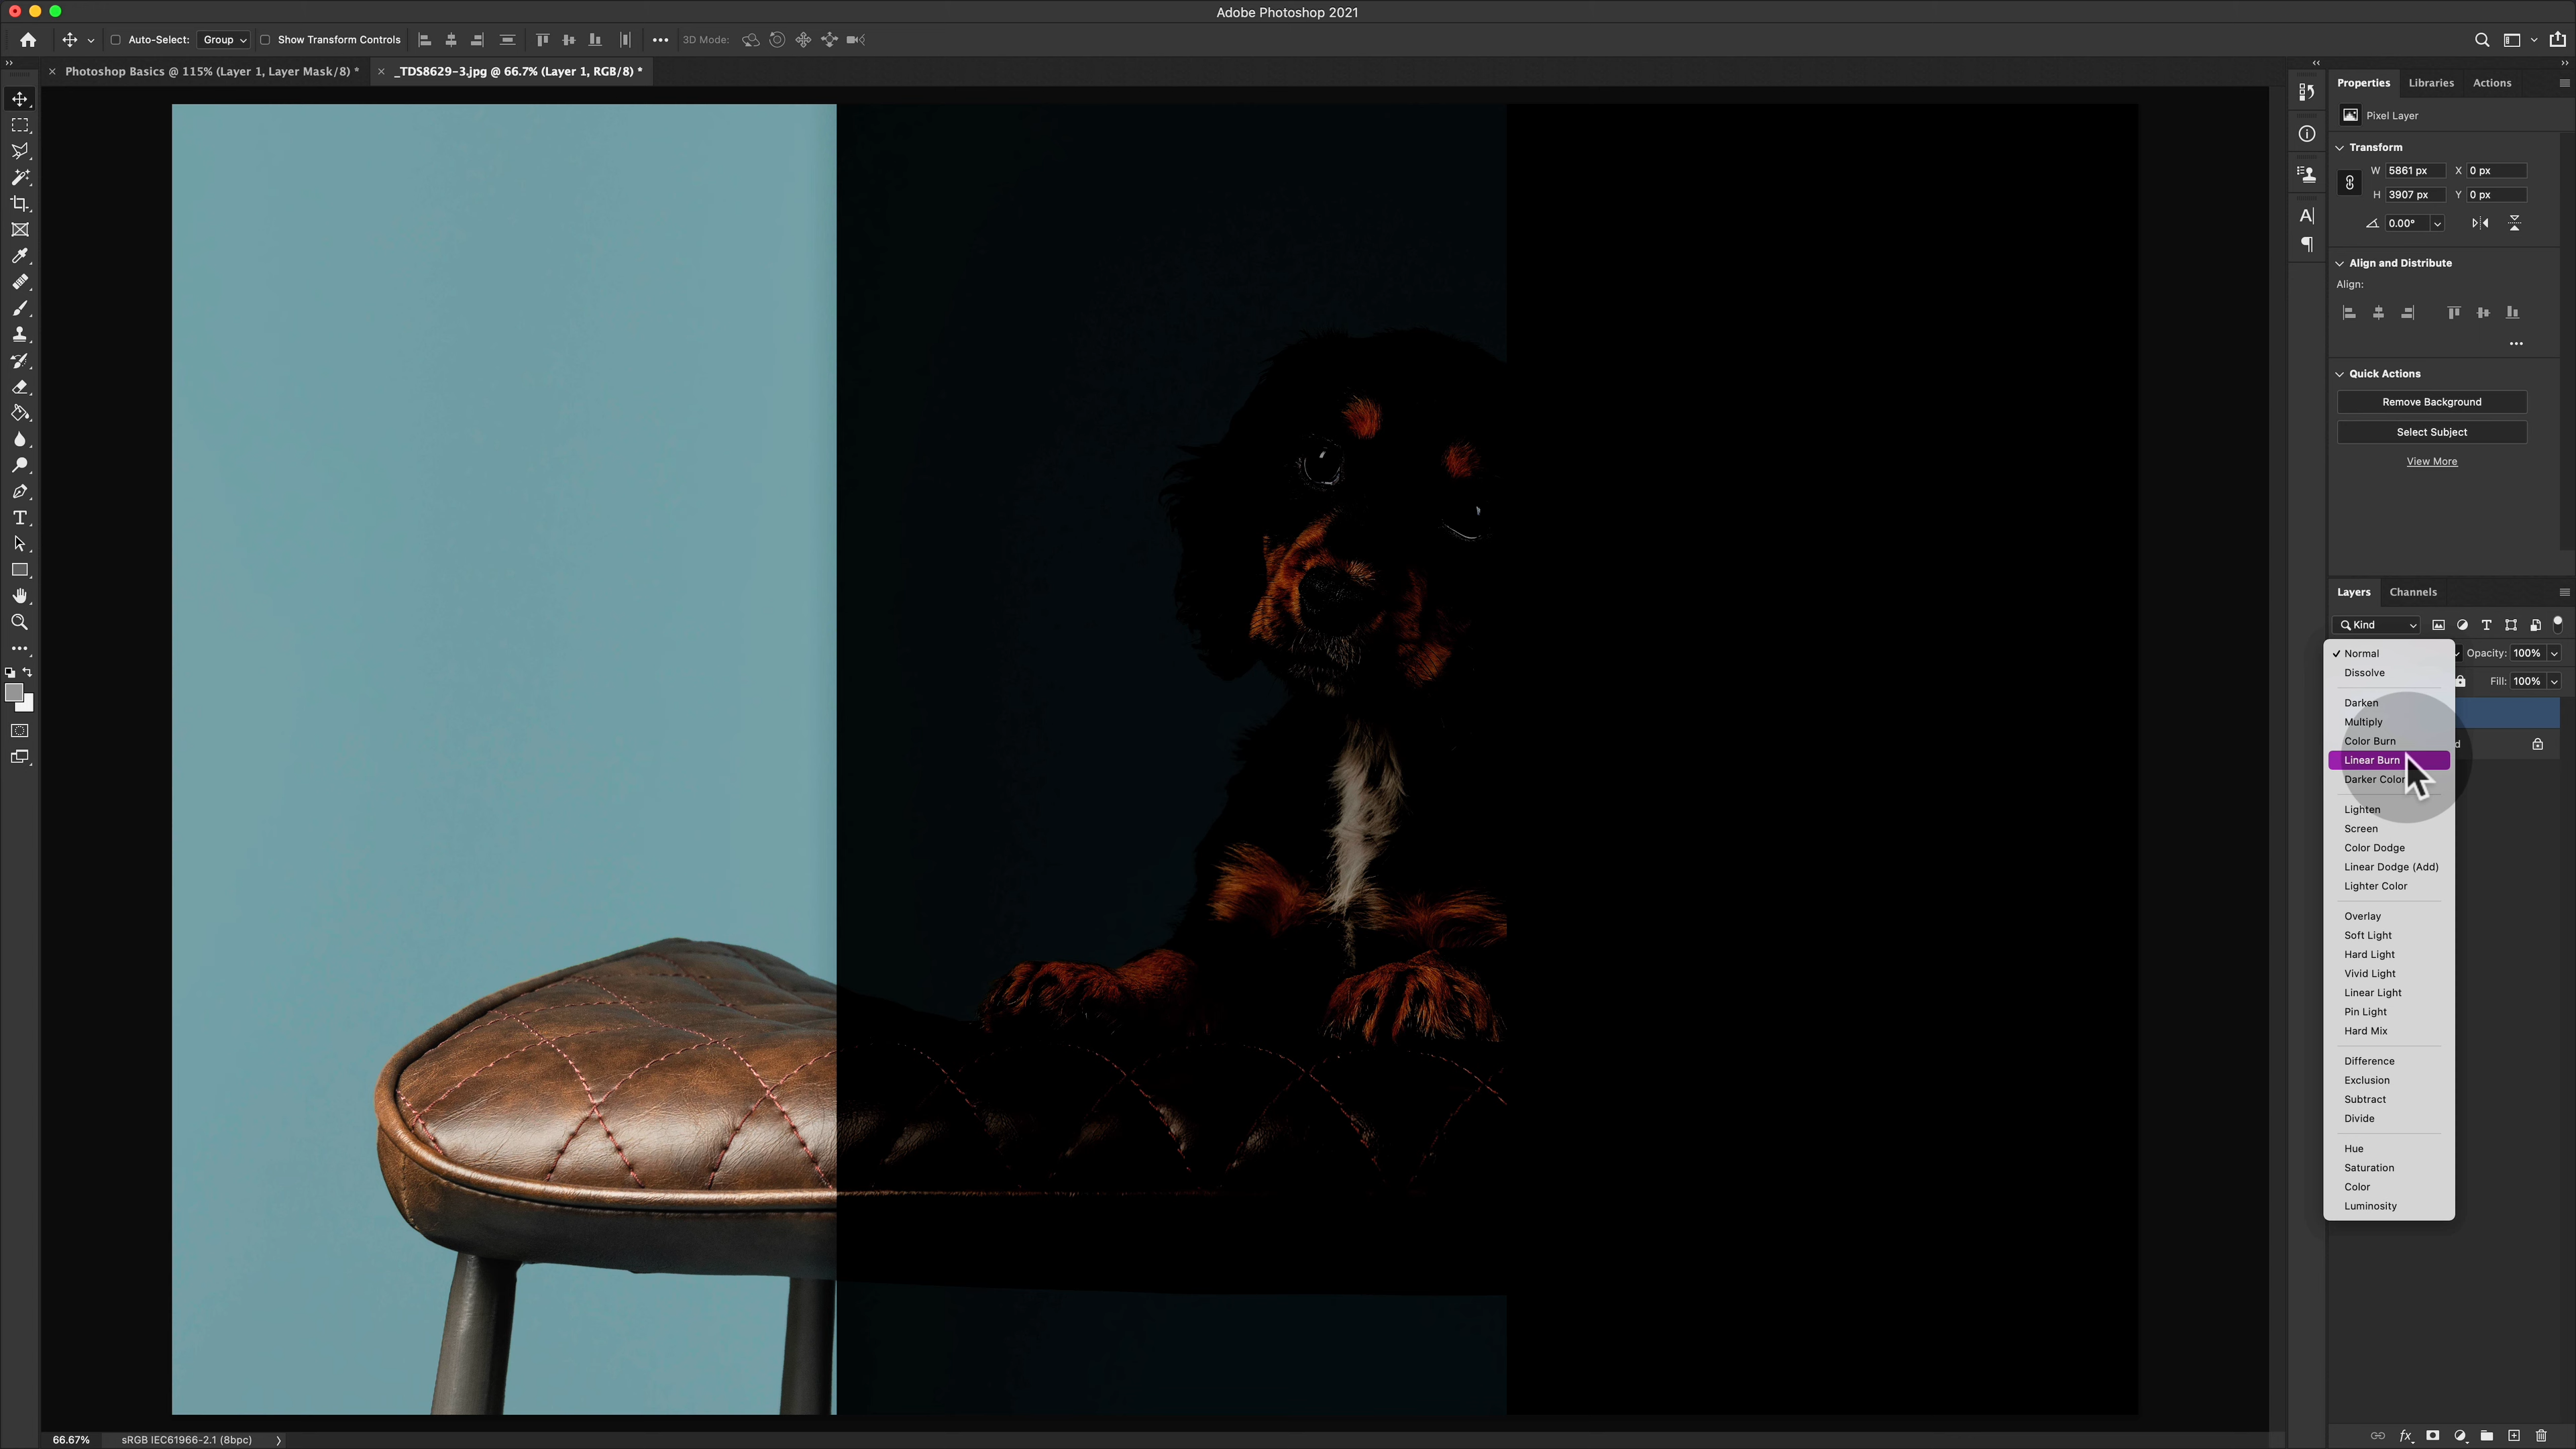 Adobe Photoshop 2021
Auto-Select: Group Show Transform Controls 3D Mode:
Photoshop Basics @ 115% (Layer 1, Layer Mask/8) * _TDS8629-3.jpg @ 66.7% (Layer 1, RGB/8) *
Properties Libraries Actions
Pixel Layer
Transform
W 5861 px X 0 px
H 3907 px Y 0 px
0.00°
Align and Distribute
Align:
Quick Actions
Remove Background
Select Subject
View More
Layers Channels
Kind
Normal Opacity: 100%
Dissolve Fill: 100%
Darken
Multiply
Color Burn
Linear Burn
Darker Color
Lighten
Screen
Color Dodge
Linear Dodge (Add)
Lighter Color
Overlay
Soft Light
Hard Light
Vivid Light
Linear Light
Pin Light
Hard Mix
Difference
Exclusion
Subtract
Divide
Hue
Saturation
Color
Luminosity
66.67% sRGB IEC61966-2.1 (8bpc)